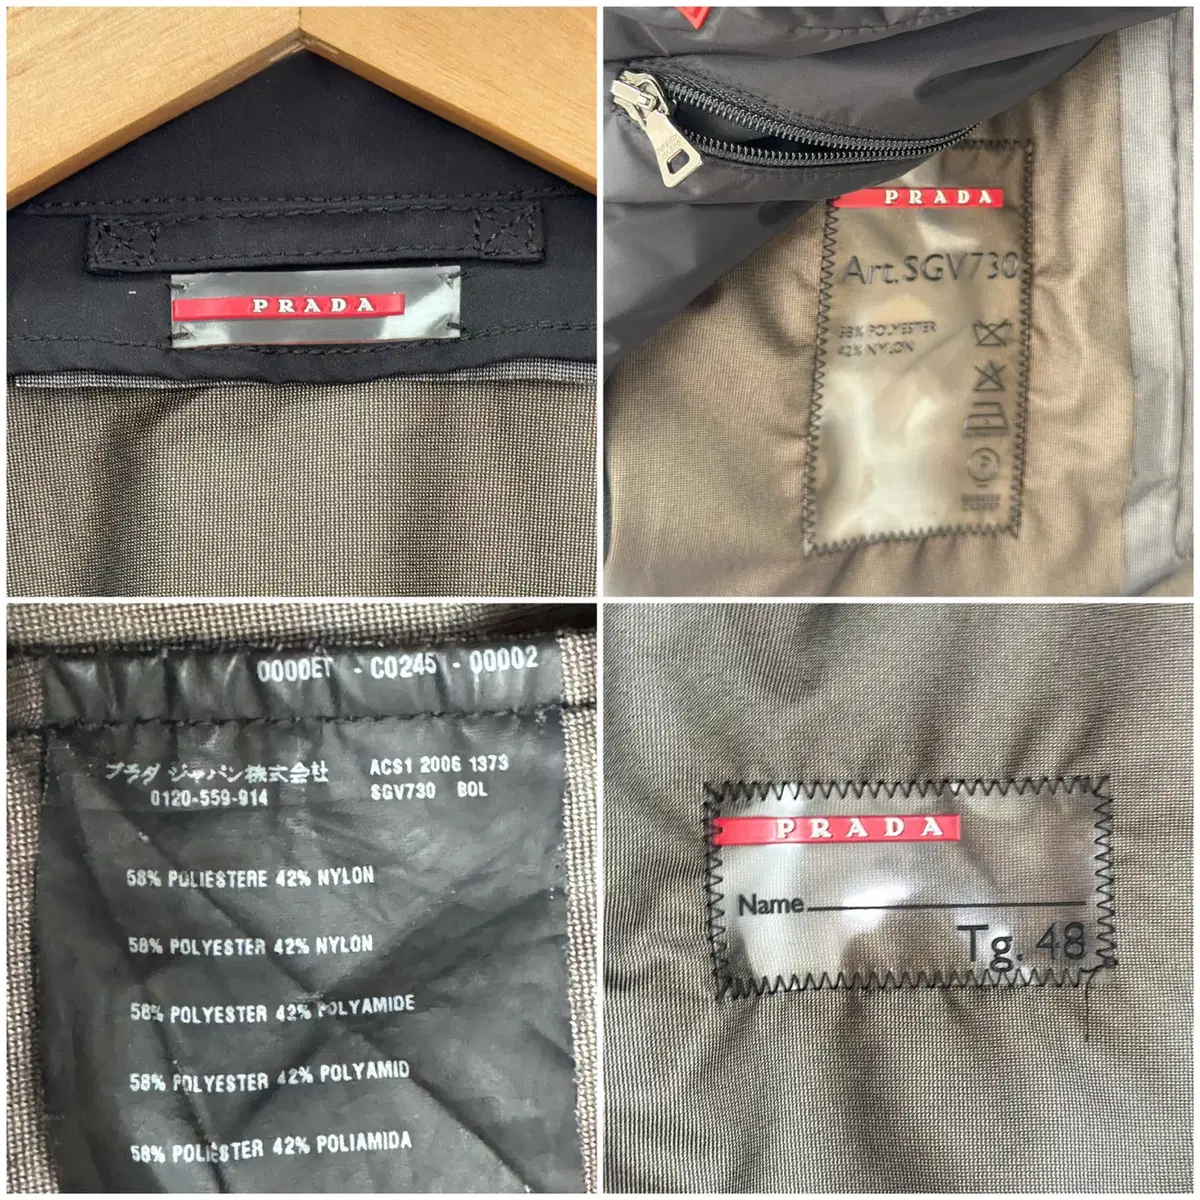 PRADA
PRADA
Art. SGV730
58% POLYESTER
42% NYLON
0000ET - C0245 - 00002
プラダ ジャパン株式会社
0120-559-914
ACS1 2006 1373
SGV730 BOL
58% POLIESTERE 42% NYLON
58% POLYESTER 42% NYLON
58% POLYESTER 42% POLYAMIDE
58% POLYESTER 42% POLYAMID
58% POLIESTER 42% POLIAMIDA
PRADA
Name
Tg. 48